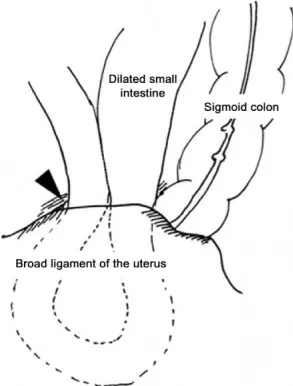 Dilated small
intestine
Sigmoid colon
Broad ligament of the uterus